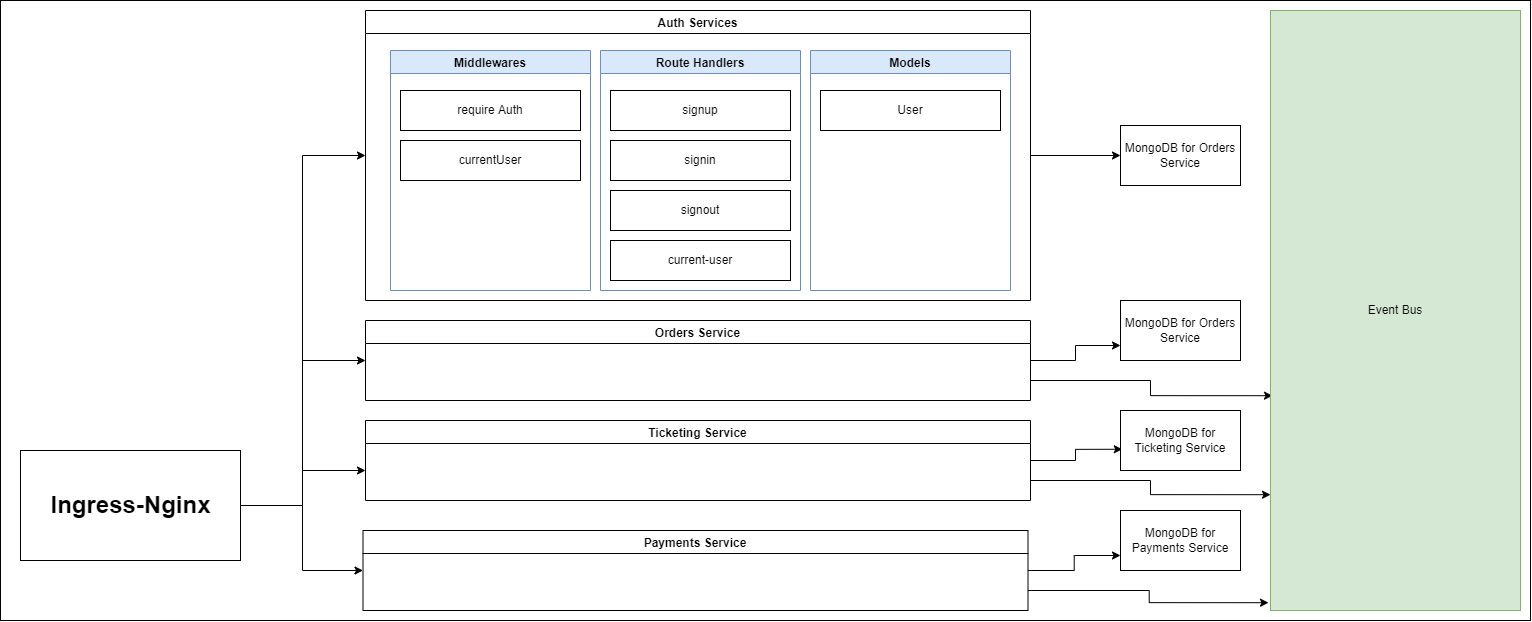 Auth Services
Middlewares
Route Handlers
Models
require Auth
signup
User
currentUser
signin
signout
current-user
MongoDB for Orders
Service
Orders Service
MongoDB for Orders
Service
Event Bus
Ticketing Service
MongoDB for
Ticketing Service
Ingress-Nginx
Payments Service
MongoDB for
Payments Service